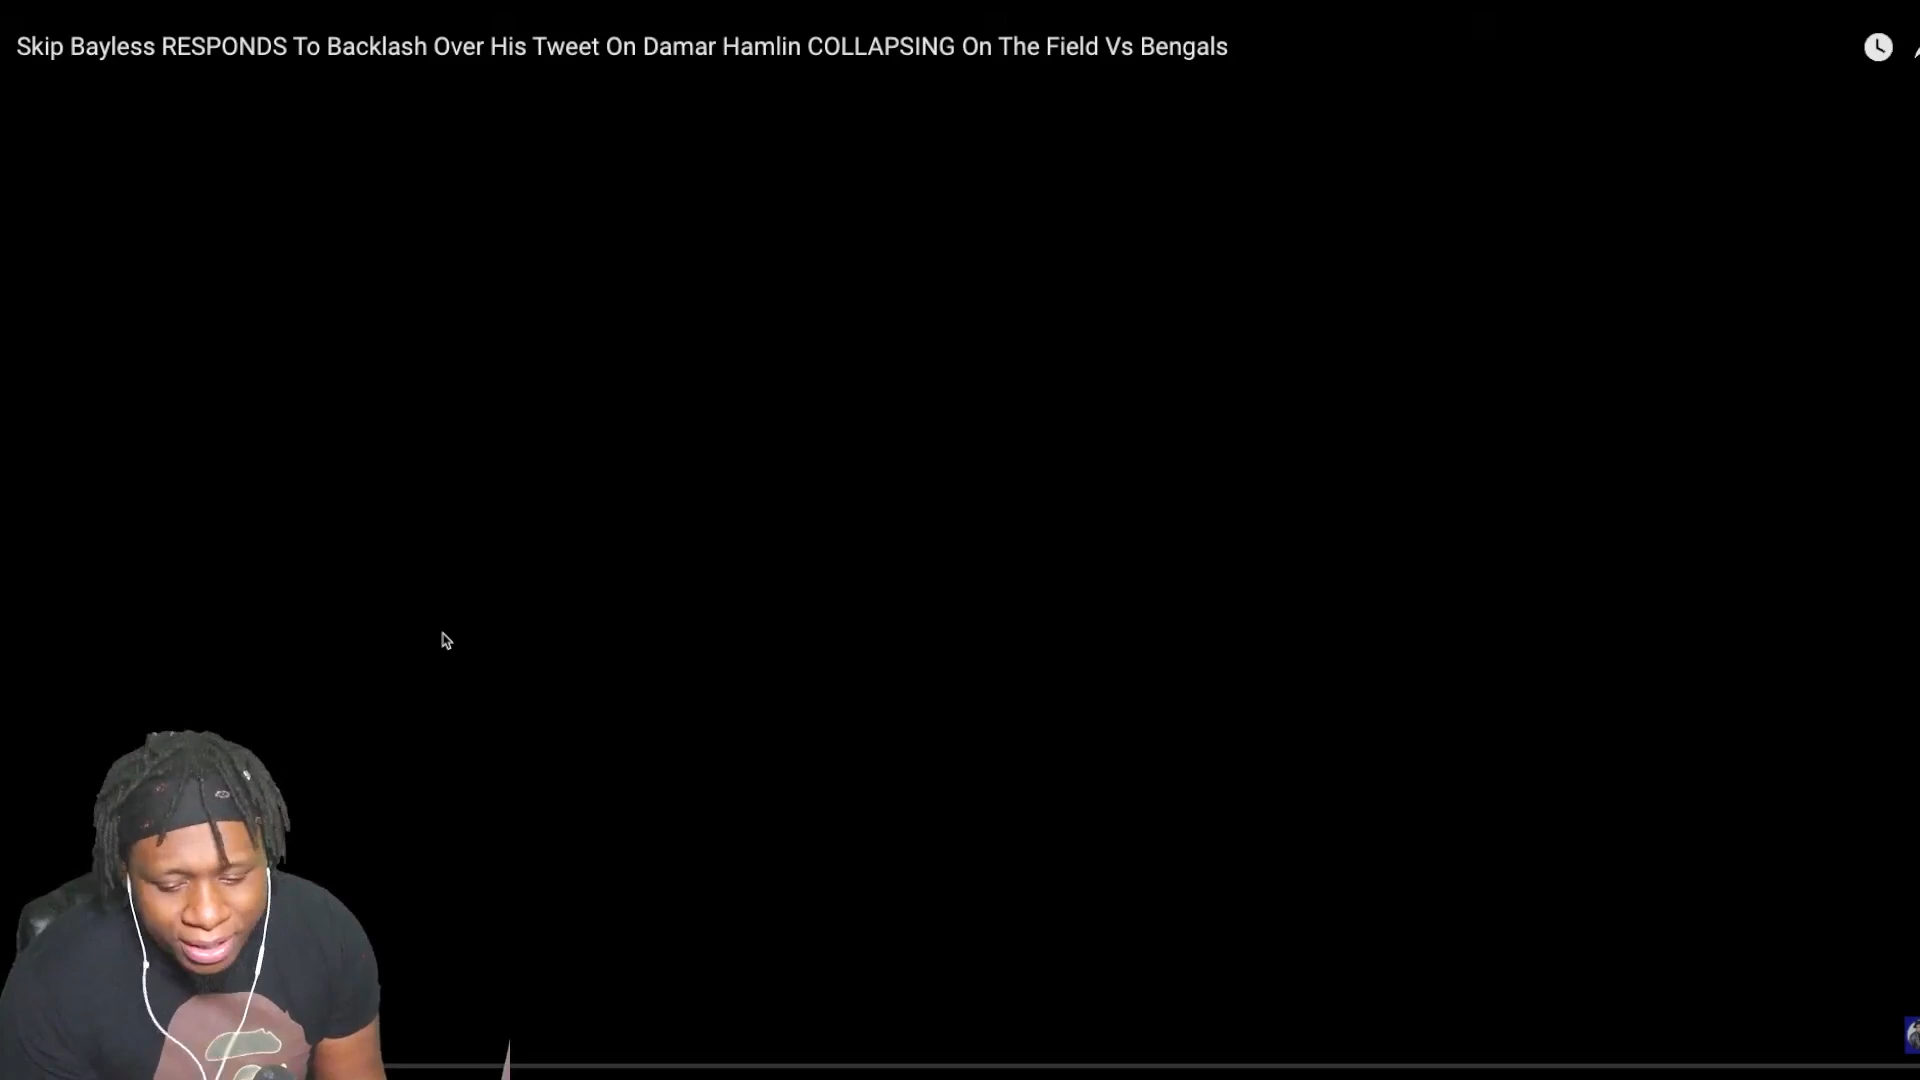 Skip Bayless RESPONDS To Backlash Over His Tweet On Damar Hamlin COLLAPSING On The Field Vs Bengals